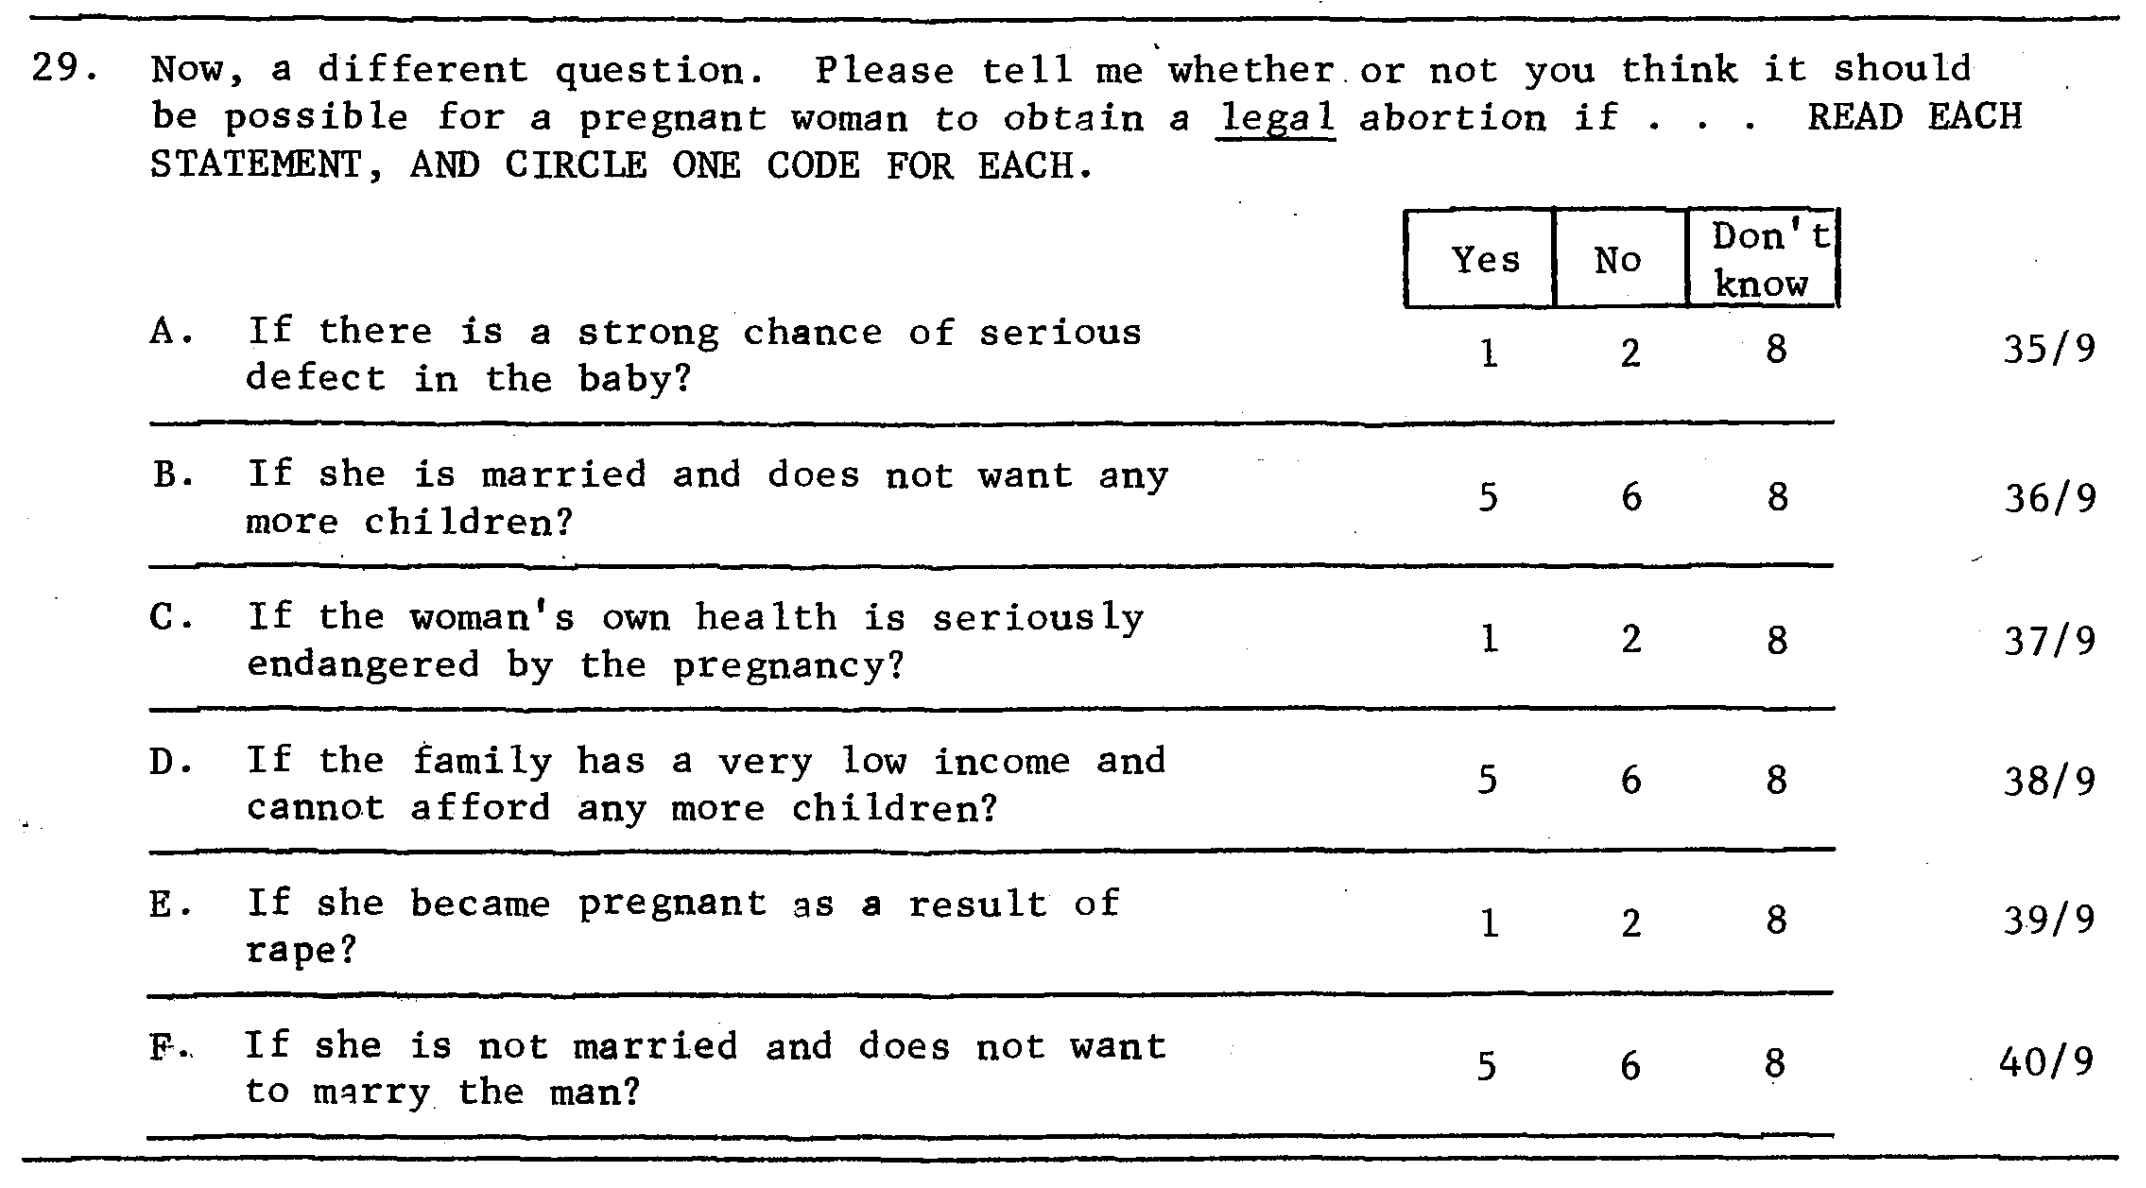 29. Now, a different question. Please tell me whether or not you think it should
be possible for a pregnant woman to obtain a legal abortion if . . . READ EACH
STATEMENT, AND CIRCLE ONE CODE FOR EACH.
Yes No Don't know
A. If there is a strong chance of serious
defect in the baby? 1 2 8 35/9
B. If she is married and does not want any
more children? 5 6 8 36/9
C. If the woman's own health is seriously
endangered by the pregnancy? 1 2 8 37/9
D. If the family has a very low income and
cannot afford any more children? 5 6 8 38/9
E. If she became pregnant as a result of
rape? 1 2 8 39/9
F. If she is not married and does not want
to marry the man? 5 6 8 40/9